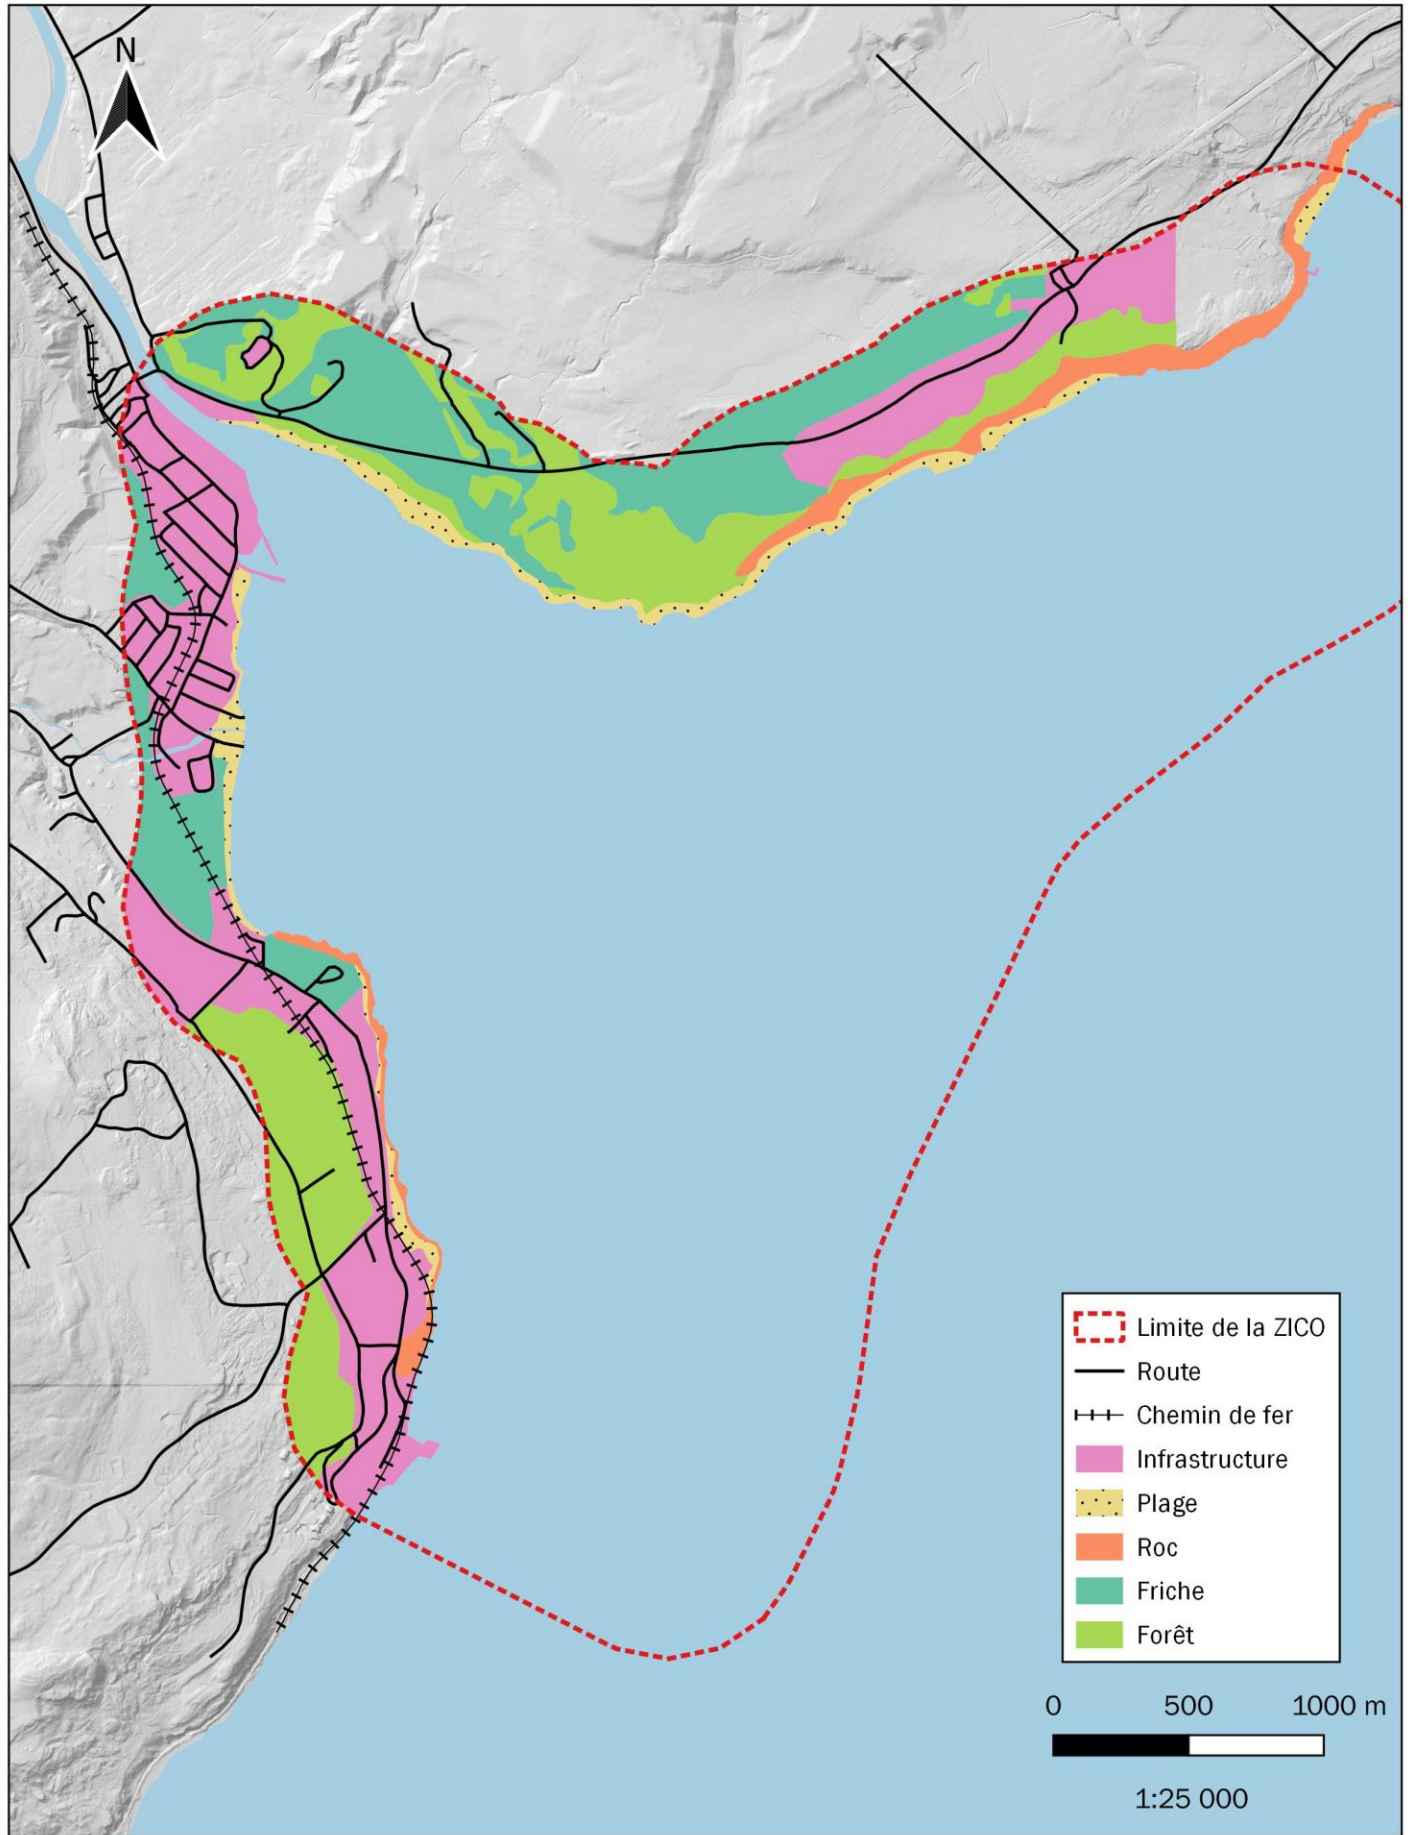 N
Limite de la ZICO
Route
Chemin de fer
Infrastructure
Plage
Roc
Friche
Forêt
0 500 1000 m
1:25 000